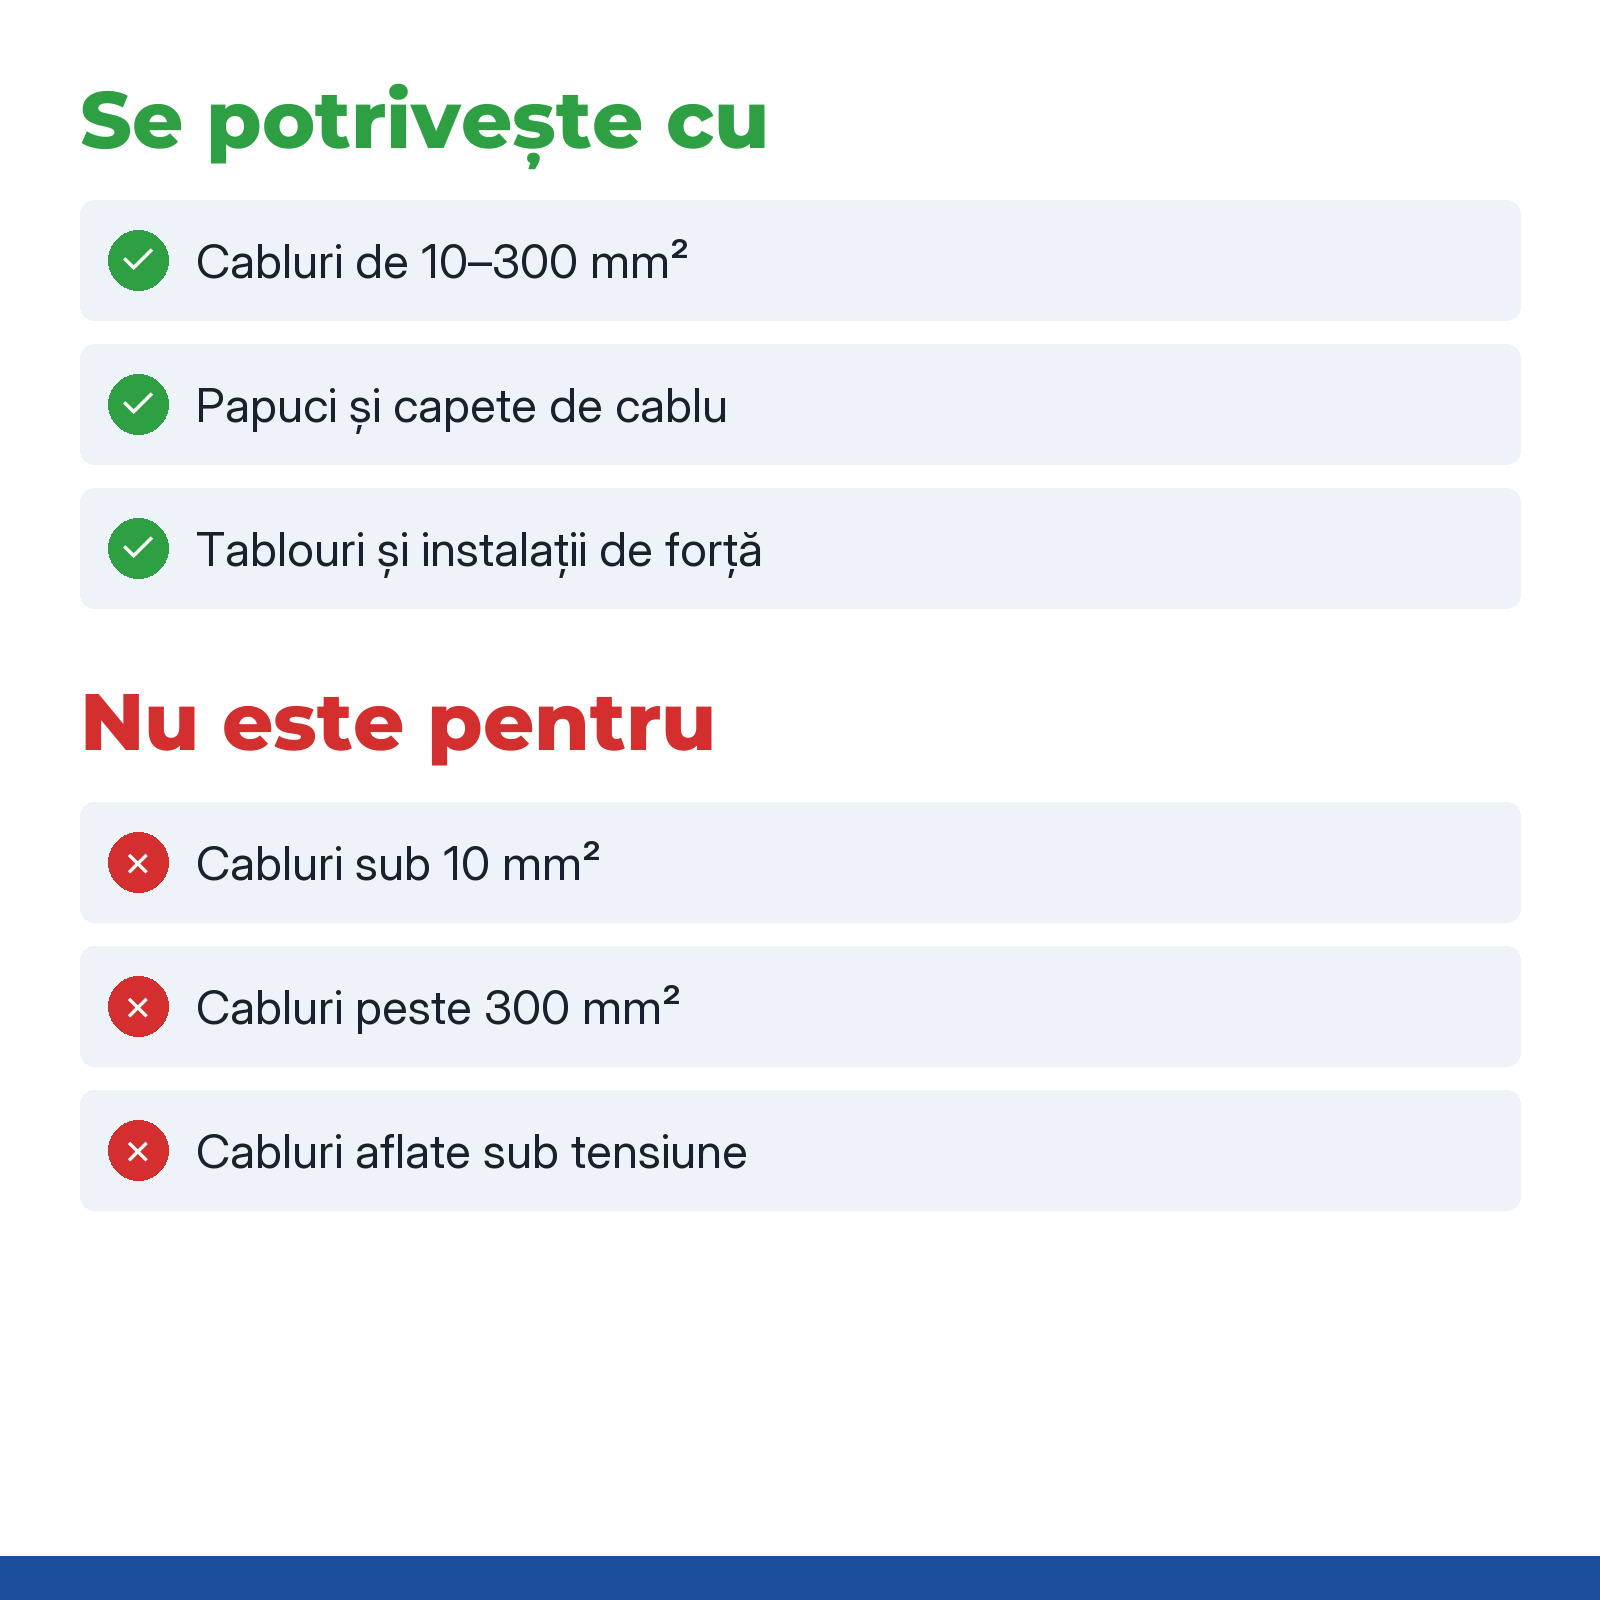 Se potrivește cu
Cabluri de 10–300 mm²
Papuci și capete de cablu
Tablouri și instalații de forță
Nu este pentru
Cabluri sub 10 mm²
Cabluri peste 300 mm²
Cabluri aflate sub tensiune